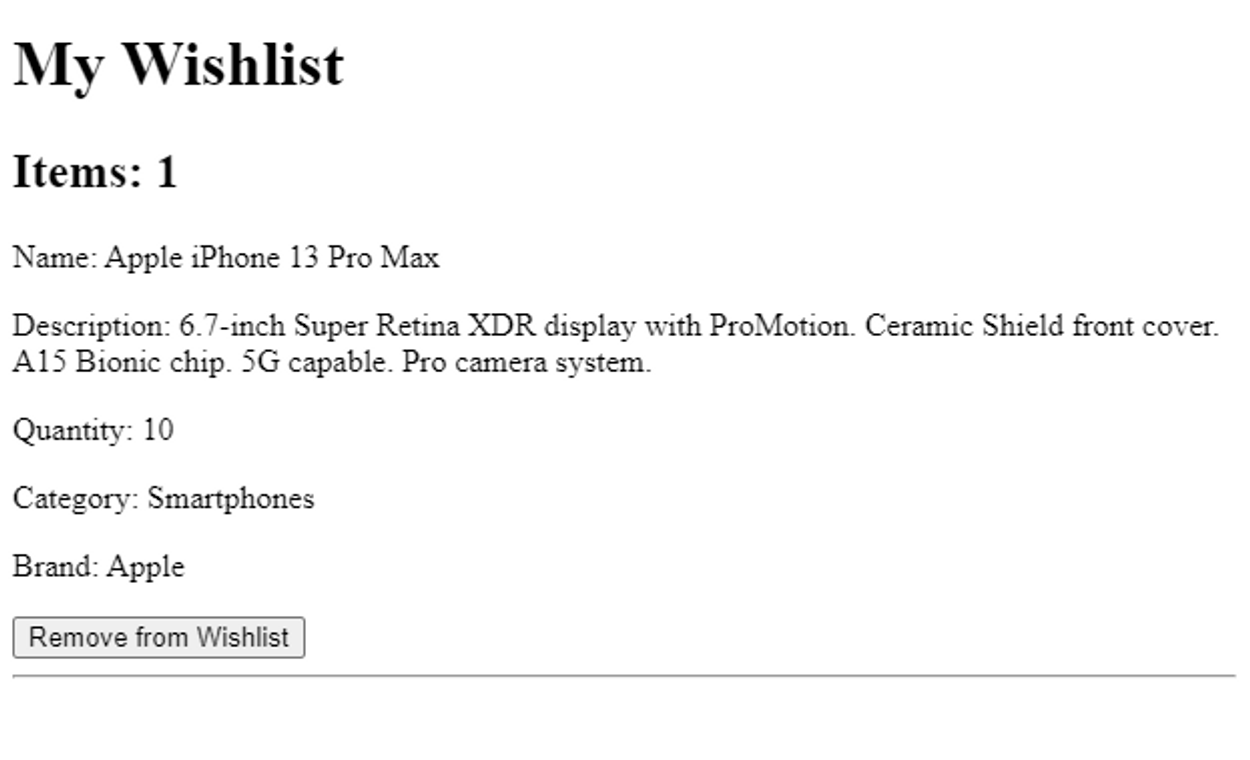 My Wishlist
Items: 1
Name: Apple iPhone 13 Pro Max
Description: 6.7-inch Super Retina XDR display with ProMotion. Ceramic Shield front cover.
A15 Bionic chip. 5G capable. Pro camera system.
Quantity: 10
Category: Smartphones
Brand: Apple
Remove from Wishlist